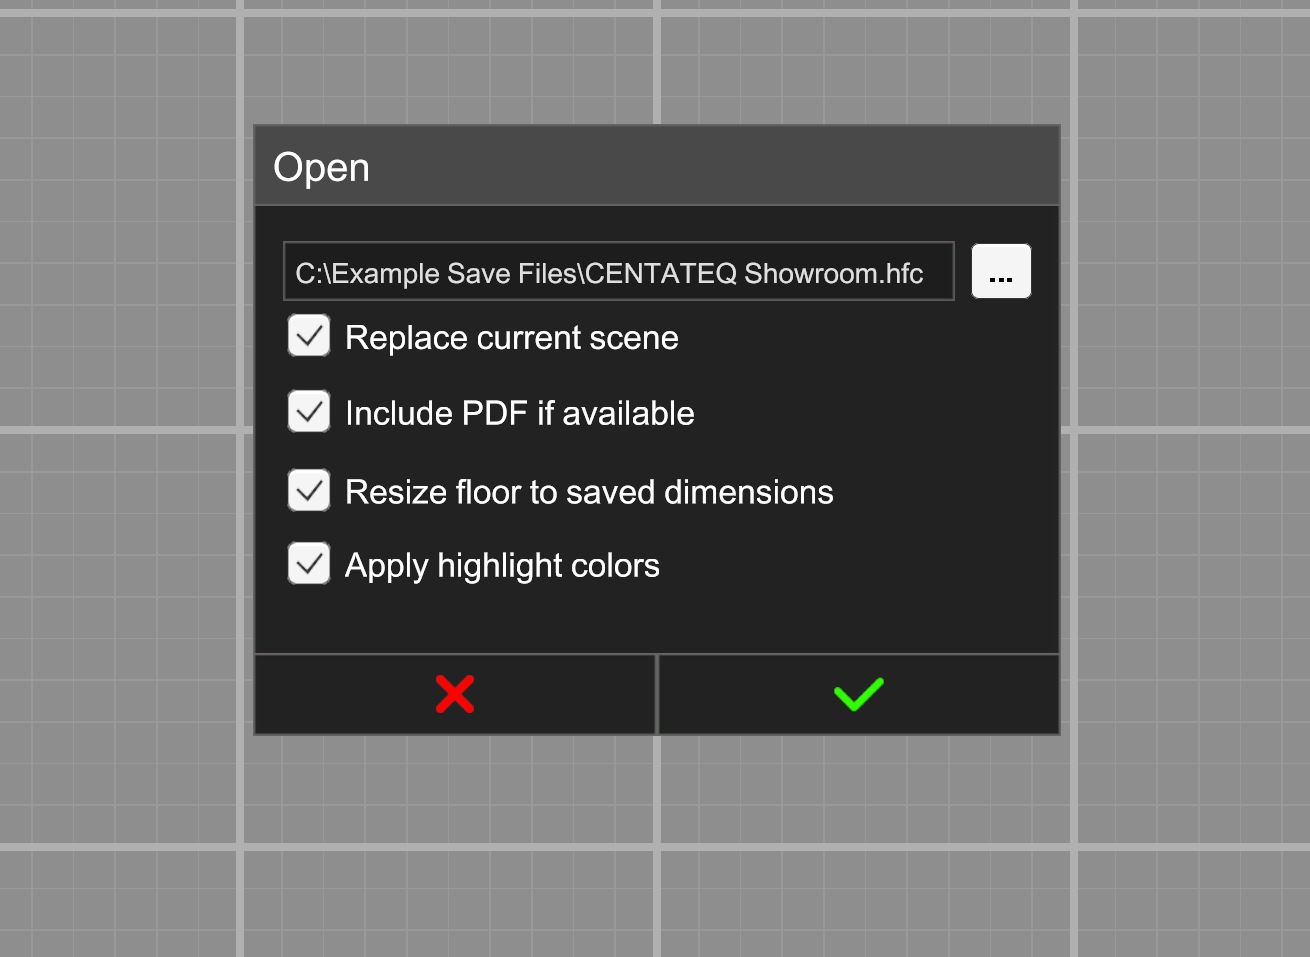 Open
C:\Example Save Files\CENTATEQ Showroom.hfc
...
Replace current scene
Include PDF if available
Resize floor to saved dimensions
Apply highlight colors